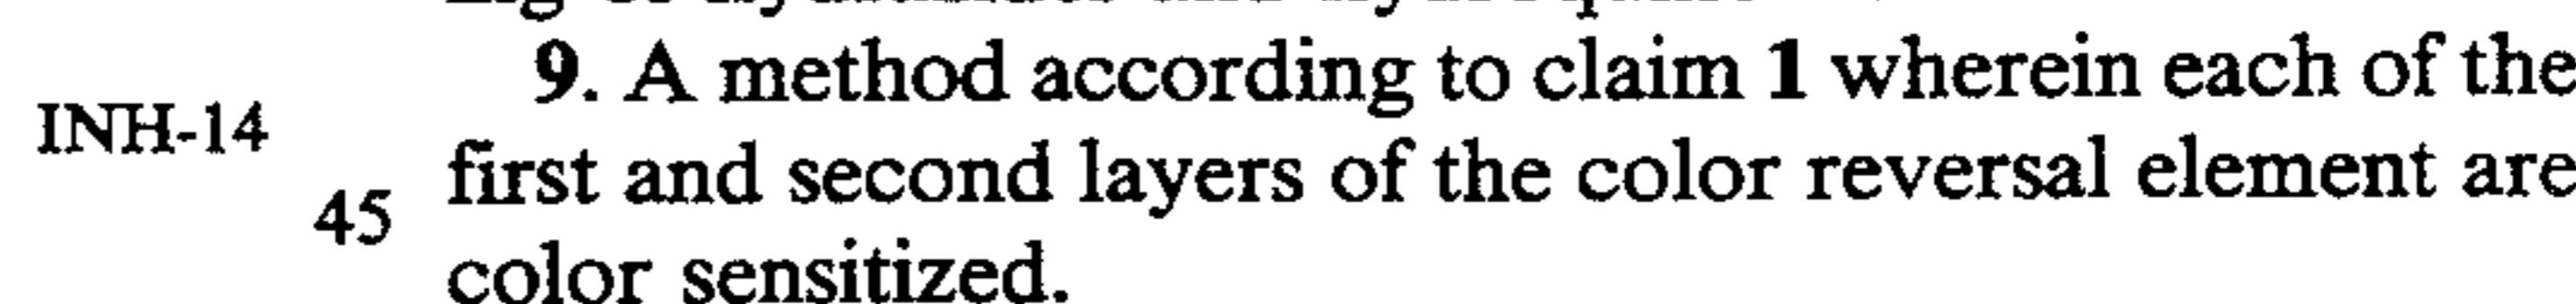 9. A method according to claim 1 wherein each of the
INH-14
first and second layers of the color reversal element are
45
color sensitized.